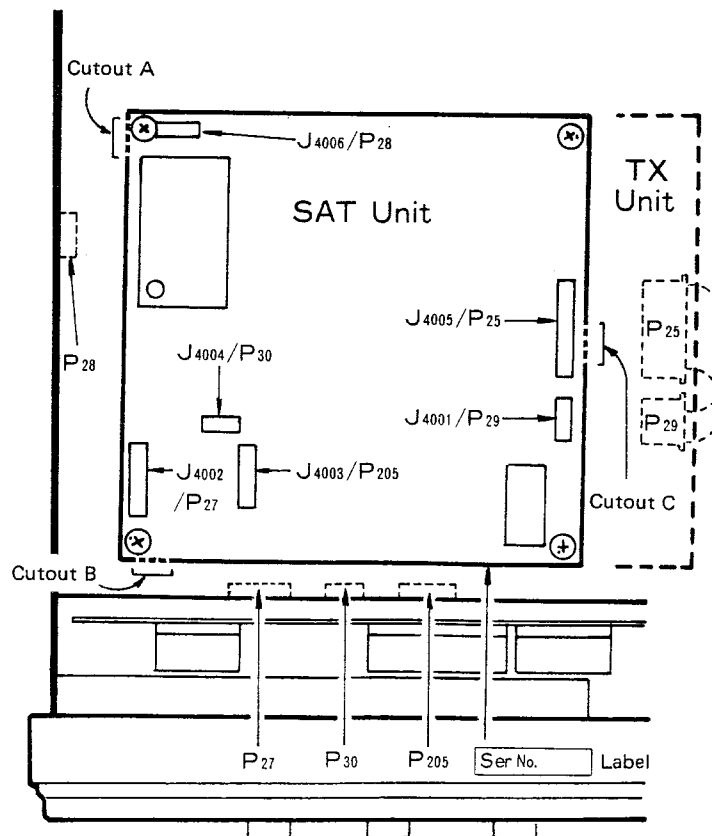 Cutout A
J4006/P28
SAT Unit
TX
Unit
J4005/P25
P25
P28
J4004/P30
J4001/P29
P29
J4002
/P27
J4003/P205
Cutout C
Cutout B
P27
P30
P205
Ser No.
Label